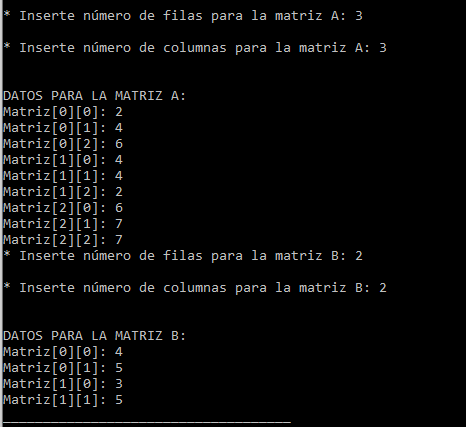 * Inserte número de filas para la matriz A: 3
* Inserte número de columnas para la matriz A: 3
DATOS PARA LA MATRIZ A:
Matriz[0][0]: 2
Matriz[0][1]: 4
Matriz[0][2]: 6
Matriz[1][0]: 4
Matriz[1][1]: 4
Matriz[1][2]: 2
Matriz[2][0]: 6
Matriz[2][1]: 7
Matriz[2][2]: 7
* Inserte número de filas para la matriz B: 2
* Inserte número de columnas para la matriz B: 2
DATOS PARA LA MATRIZ B:
Matriz[0][0]: 4
Matriz[0][1]: 5
Matriz[1][0]: 3
Matriz[1][1]: 5
____________________________________